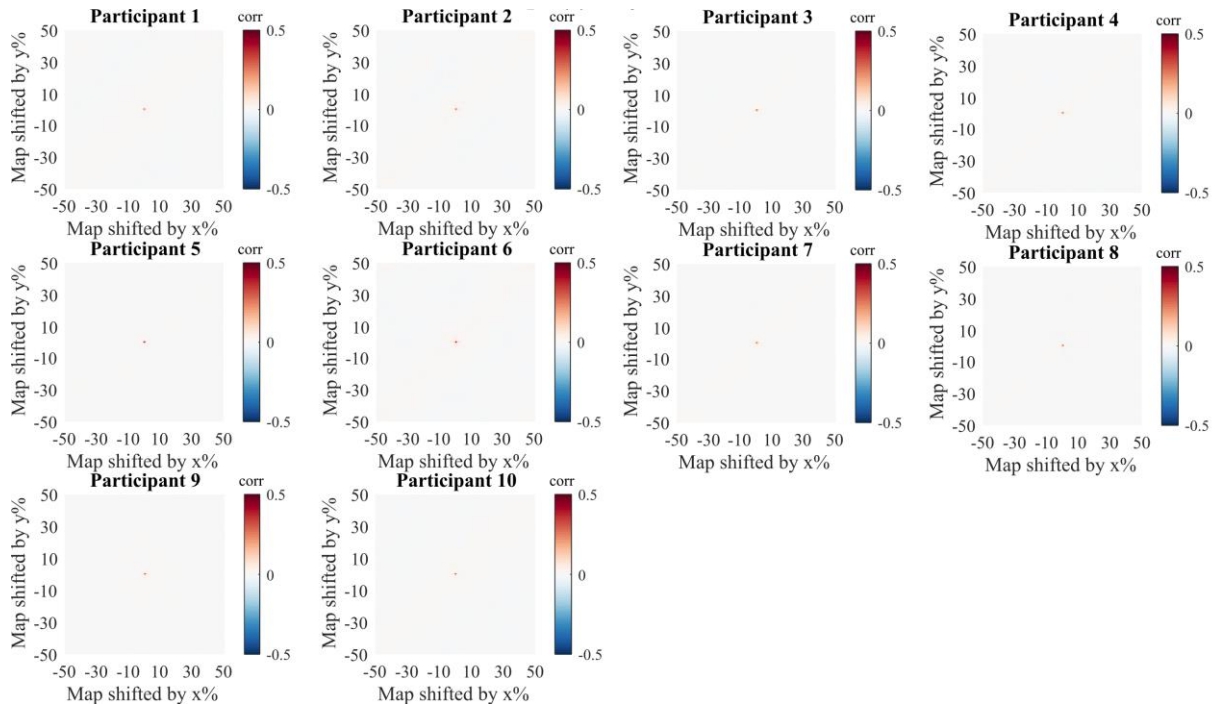 Participant 1 corr Participant 2 corr Participant 3 corr Participant 4 corr
50 0.5 50 0.5 50 0.5 50 0.5
30 30 30 30
10 10 10 10
0 0 0 0
-10 -10 -10 -10
-30 -30 -30 -30
-50 -0.5 -50 -0.5 -50 -0.5 -50 -0.5
Map shifted by y% Map shifted by y% Map shifted by y% Map shifted by y%
-50 -30 -10 10 30 50 -50 -30 -10 10 30 50 -50 -30 -10 10 30 50 -50 -30 -10 10 30 50
Map shifted by x% Map shifted by x% Map shifted by x% Map shifted by x%
Participant 5 corr Participant 6 corr Participant 7 corr Participant 8 corr
50 0.5 50 0.5 50 0.5 50 0.5
30 30 30 30
10 10 10 10
0 0 0 0
-10 -10 -10 -10
-30 -30 -30 -30
-50 -0.5 -50 -0.5 -50 -0.5 -50 -0.5
Map shifted by y% Map shifted by y% Map shifted by y% Map shifted by y%
-50 -30 -10 10 30 50 -50 -30 -10 10 30 50 -50 -30 -10 10 30 50 -50 -30 -10 10 30 50
Map shifted by x% Map shifted by x% Map shifted by x% Map shifted by x%
Participant 9 corr Participant 10 corr
50 0.5 50 0.5
30 30
10 10
0 0
-10 -10
-30 -30
-50 -0.5 -50 -0.5
Map shifted by y% Map shifted by y%
-50 -30 -10 10 30 50 -50 -30 -10 10 30 50
Map shifted by x% Map shifted by x%